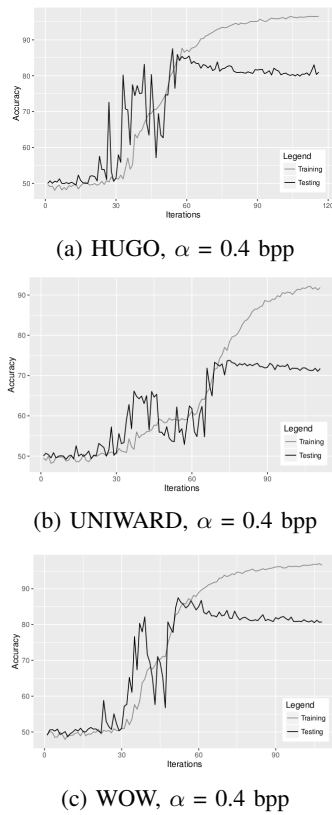 90
80
70
60
50
Accuracy
0 30 60 90 120
Iterations
Legend
Training
Testing
(a) HUGO, α = 0.4 bpp
90
80
70
60
50
Accuracy
0 30 60 90
Iterations
Legend
Training
Testing
(b) UNIWARD, α = 0.4 bpp
90
80
70
60
50
Accuracy
0 30 60 90
Iterations
Legend
Training
Testing
(c) WOW, α = 0.4 bpp